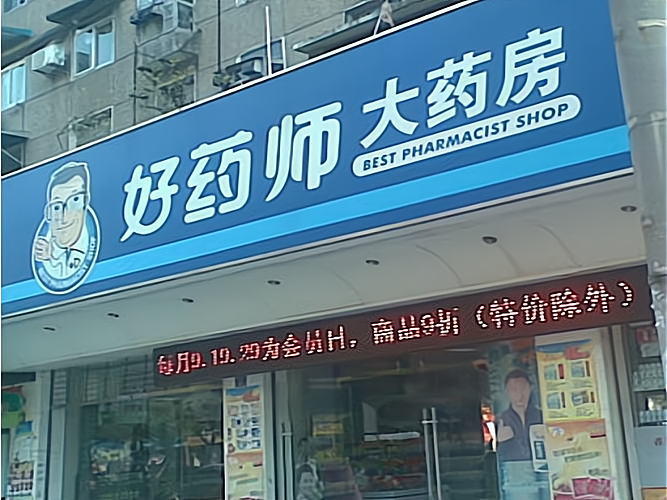 好药师 大药房
BEST PHARMACIST SHOP
每月9.19.29为会员日，商品9折（特价除外）